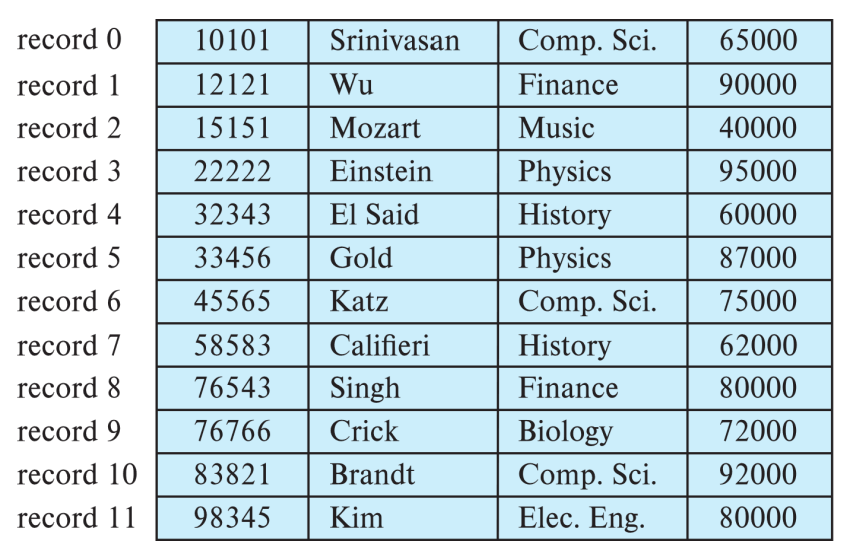 record 0 10101 Srinivasan Comp. Sci. 65000
record 1 12121 Wu Finance 90000
record 2 15151 Mozart Music 40000
record 3 22222 Einstein Physics 95000
record 4 32343 El Said History 60000
record 5 33456 Gold Physics 87000
record 6 45565 Katz Comp. Sci. 75000
record 7 58583 Califieri History 62000
record 8 76543 Singh Finance 80000
record 9 76766 Crick Biology 72000
record 10 83821 Brandt Comp. Sci. 92000
record 11 98345 Kim Elec. Eng. 80000